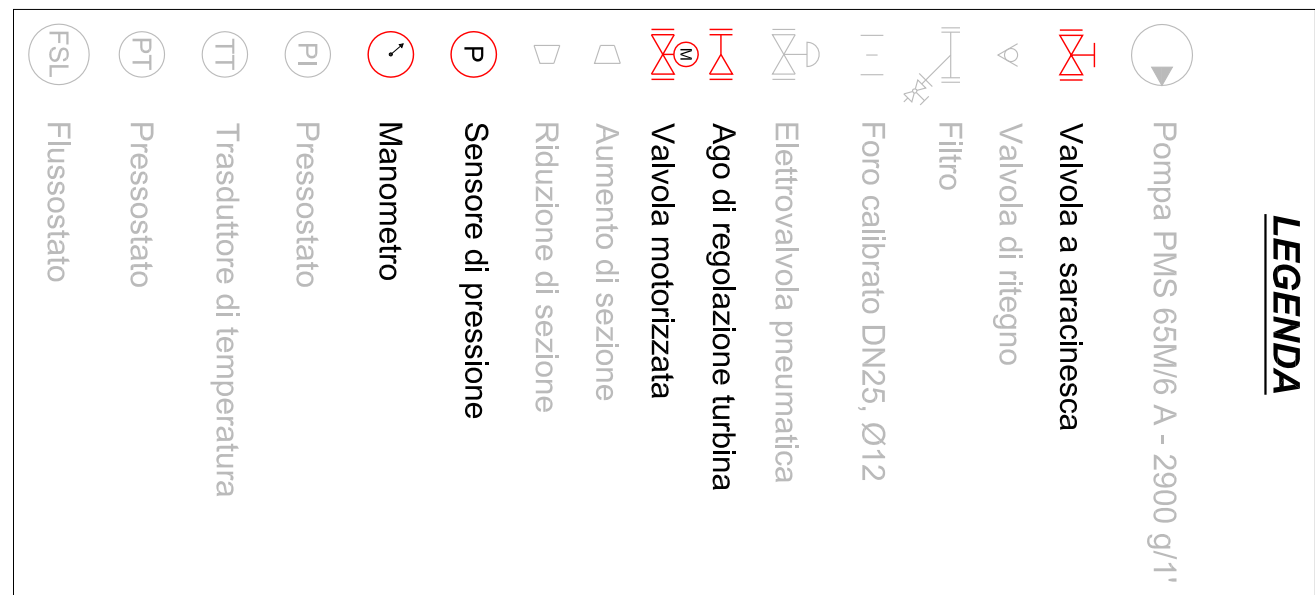 LEGENDA
Pompa PMS 65M/6 A - 2900 g/1'
Valvola a saracinesca
Valvola di ritegno
Filtro
Foro calibrato DN25, Ø12
Elettrovalvola pneumatica
Ago di regolazione turbina
M Valvola motorizzata
Aumento di sezione
Riduzione di sezione
P Sensore di pressione
Manometro
PI Pressostato
TT Trasduttore di temperatura
PT Pressostato
FSL Flussostato